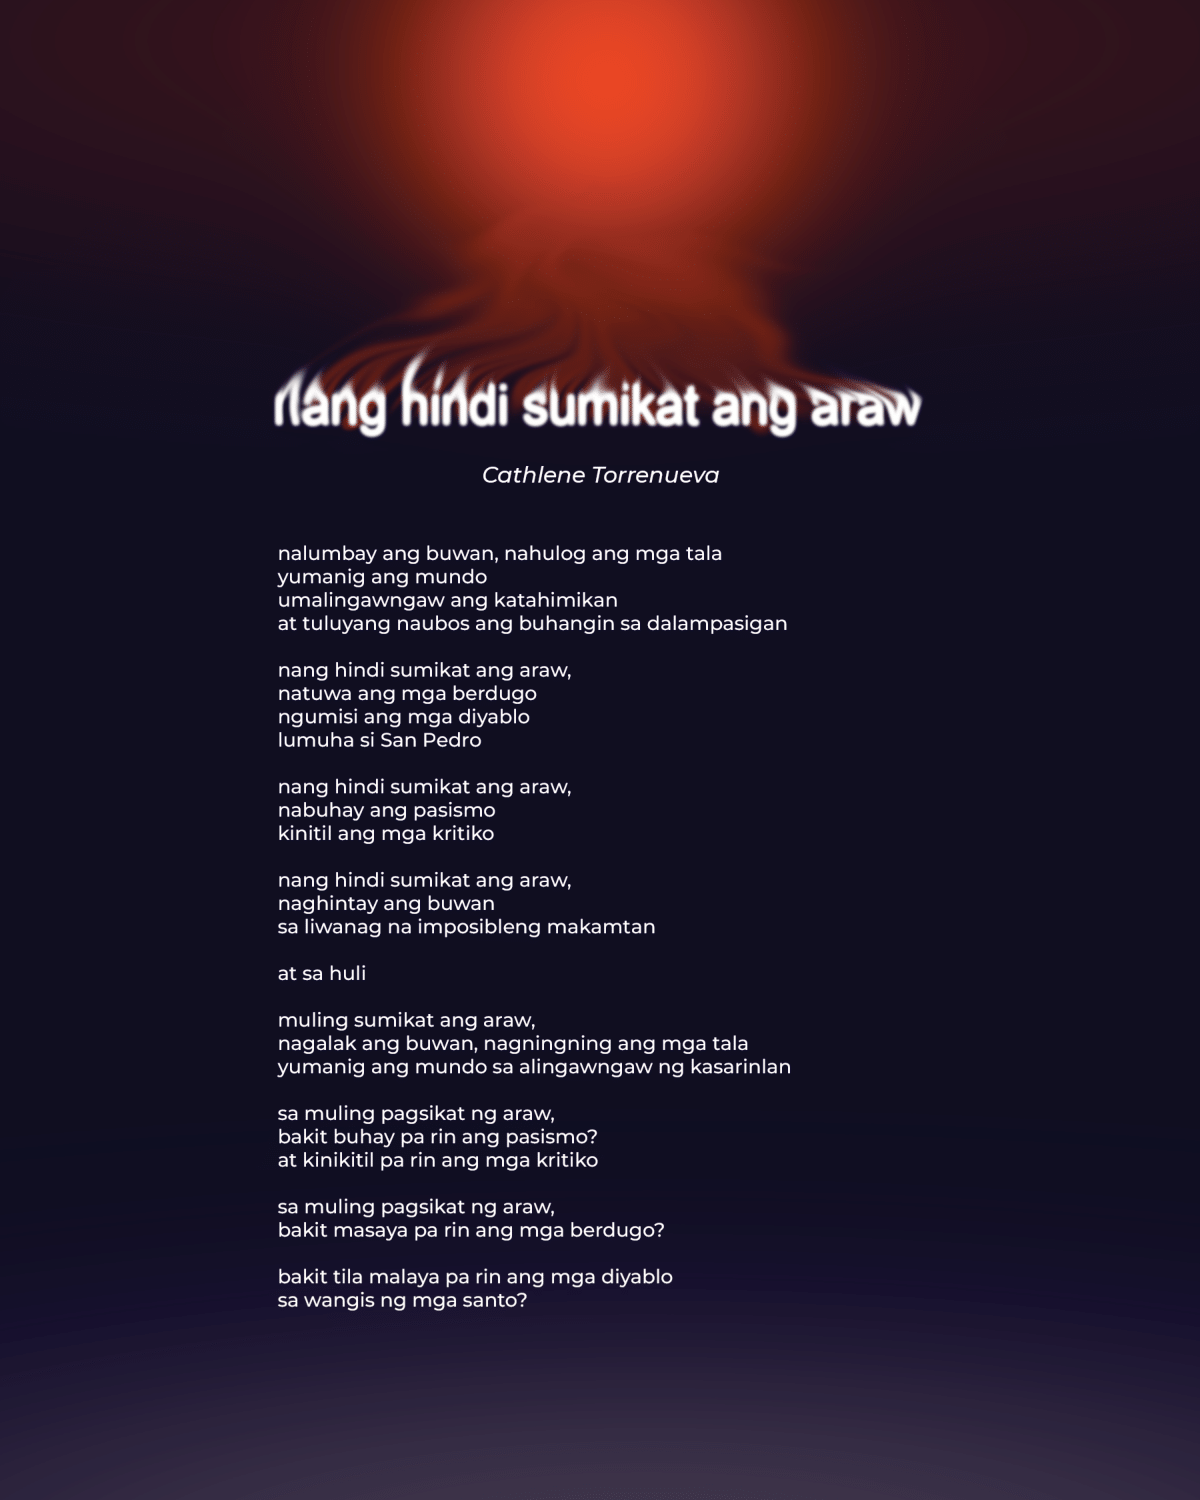 nang hindi sumikat ang araw
Cathlene Torrenueva
nalumbay ang buwan, nahulog ang mga tala
yumanig ang mundo
umalingawngaw ang katahimikan
at tuluyang naubos ang buhangin sa dalampasigan
nang hindi sumikat ang araw,
natuwa ang mga berdugo
ngumisi ang mga diyablo
lumuha si San Pedro
nang hindi sumikat ang araw,
nabuhay ang pasismo
kinitil ang mga kritiko
nang hindi sumikat ang araw,
naghintay ang buwan
sa liwanag na imposibleng makamtan
at sa huli
muling sumikat ang araw,
nagalak ang buwan, nagningning ang mga tala
yumanig ang mundo sa alingawngaw ng kasarinlan
sa muling pagsikat ng araw,
bakit buhay pa rin ang pasismo?
at kinikitil pa rin ang mga kritiko
sa muling pagsikat ng araw,
bakit masaya pa rin ang mga berdugo?
bakit tila malaya pa rin ang mga diyablo
sa wangis ng mga santo?